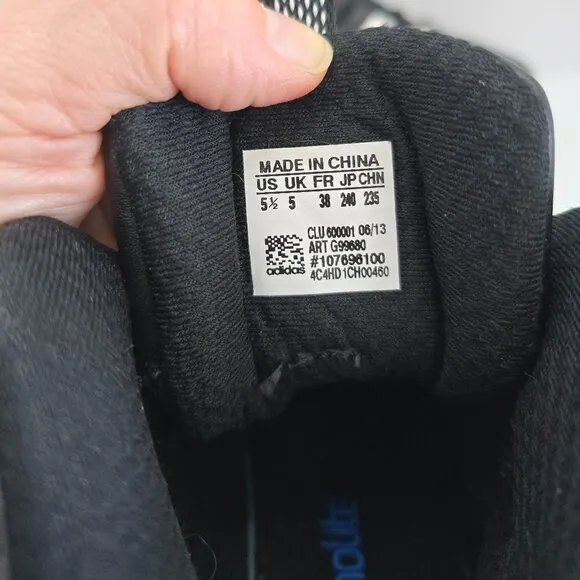 MADE IN CHINA
US UK FR JP CHN
5½ 5 38 240 235
CLU 600001 06/13
ART G99680
#107696100
adidas
4C4HD1CH00460